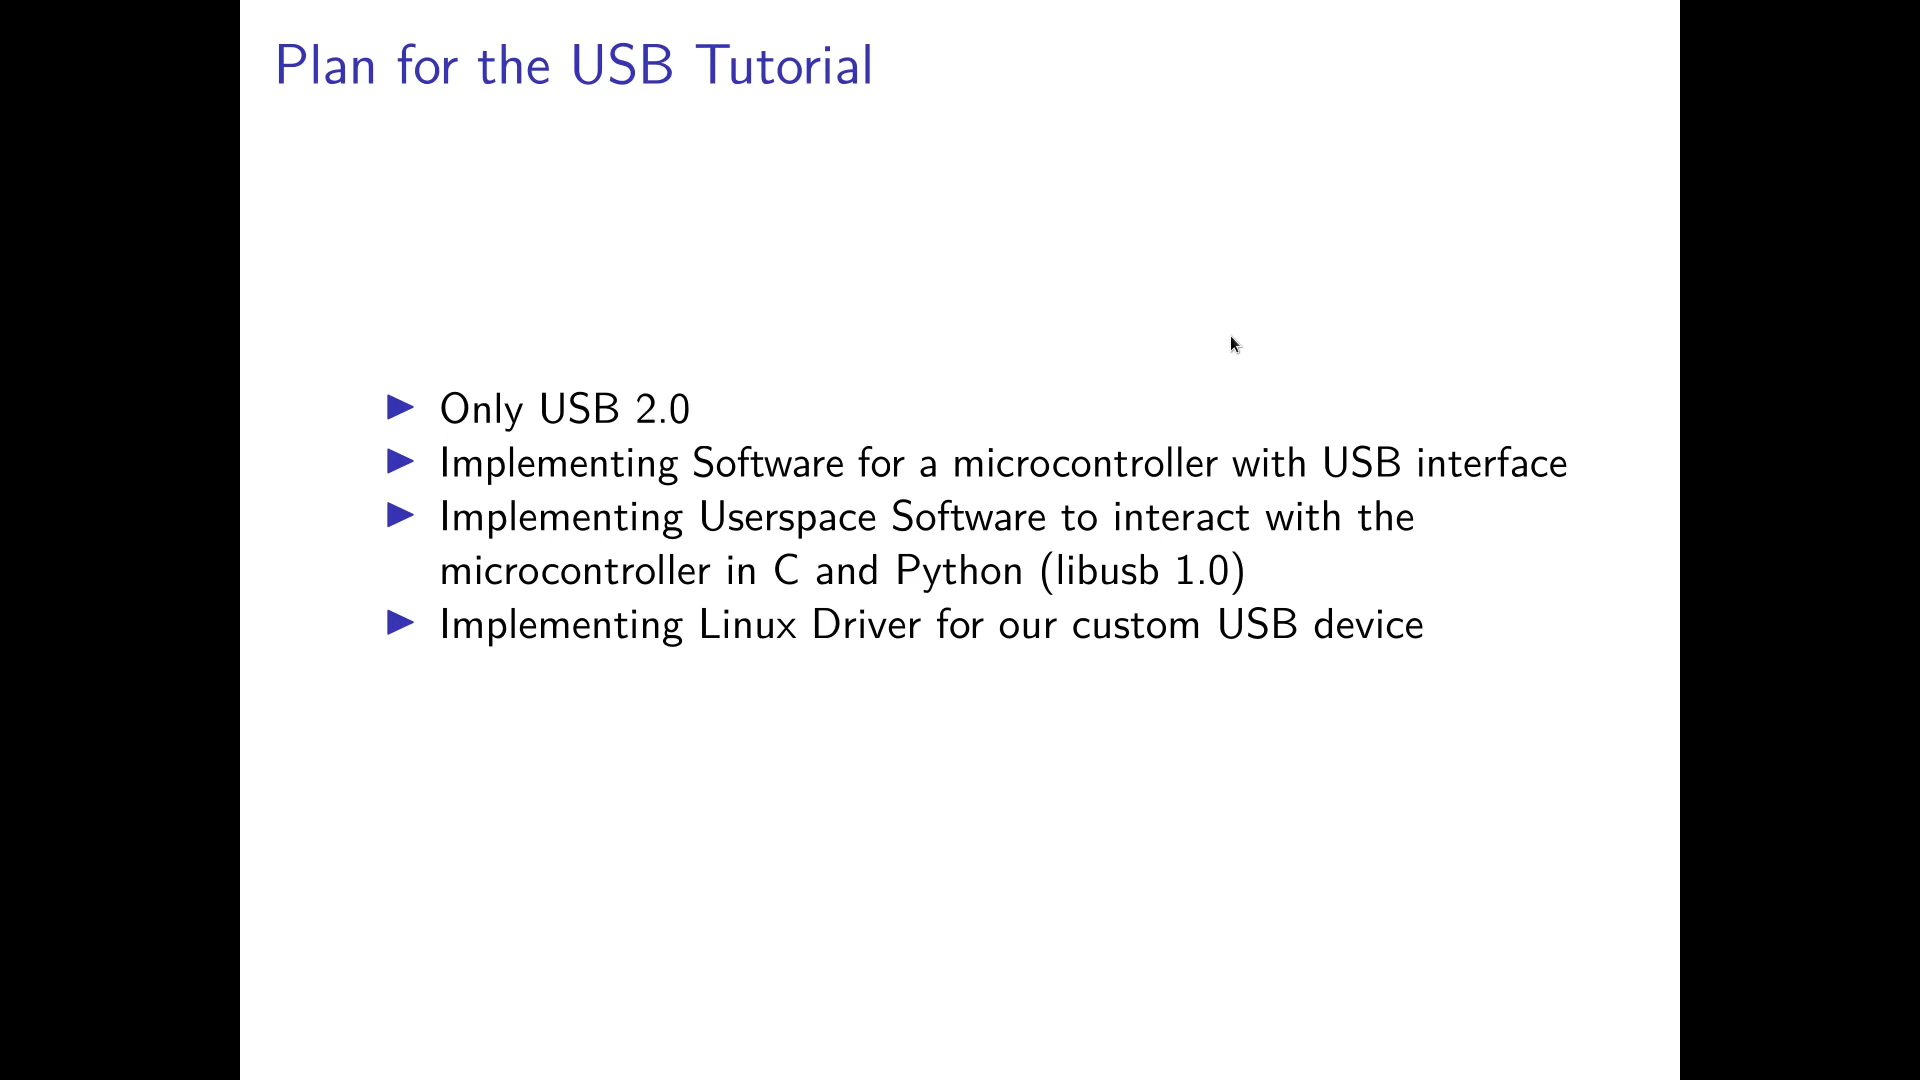 Plan for the USB Tutorial
Only USB 2.0
Implementing Software for a microcontroller with USB interface
Implementing Userspace Software to interact with the
microcontroller in C and Python (libusb 1.0)
Implementing Linux Driver for our custom USB device